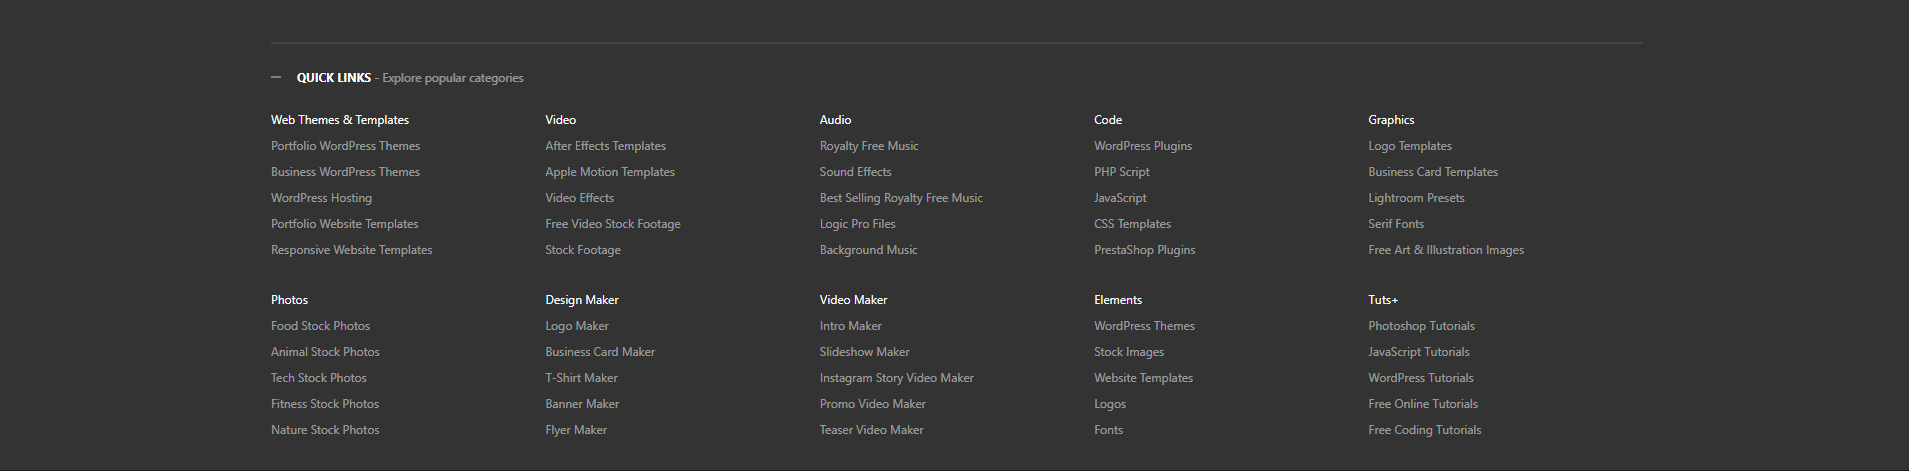 QUICK LINKS - Explore popular categories
Web Themes & Templates
Portfolio WordPress Themes
Business WordPress Themes
WordPress Hosting
Portfolio Website Templates
Responsive Website Templates
Video
After Effects Templates
Apple Motion Templates
Video Effects
Free Video Stock Footage
Stock Footage
Audio
Royalty Free Music
Sound Effects
Best Selling Royalty Free Music
Logic Pro Files
Background Music
Code
WordPress Plugins
PHP Script
JavaScript
CSS Templates
PrestaShop Plugins
Graphics
Logo Templates
Business Card Templates
Lightroom Presets
Serif Fonts
Free Art & Illustration Images
Photos
Food Stock Photos
Animal Stock Photos
Tech Stock Photos
Fitness Stock Photos
Nature Stock Photos
Design Maker
Logo Maker
Business Card Maker
T-Shirt Maker
Banner Maker
Flyer Maker
Video Maker
Intro Maker
Slideshow Maker
Instagram Story Video Maker
Promo Video Maker
Teaser Video Maker
Elements
WordPress Themes
Stock Images
Website Templates
Logos
Fonts
Tuts+
Photoshop Tutorials
JavaScript Tutorials
WordPress Tutorials
Free Online Tutorials
Free Coding Tutorials